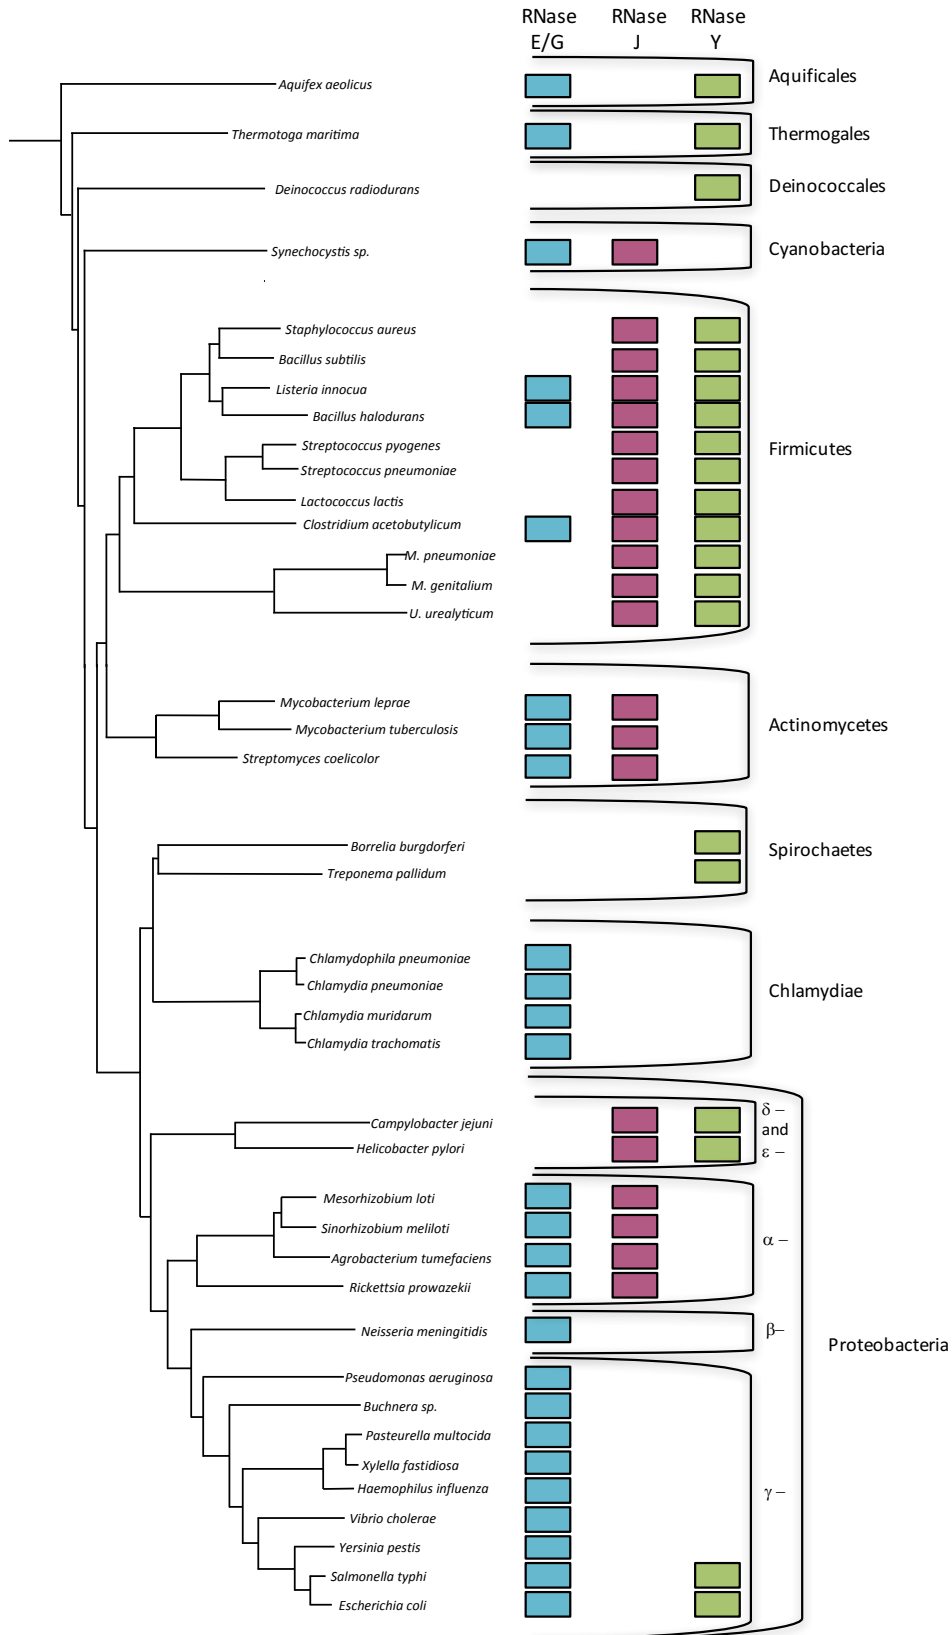 RNase E/G
RNase J
RNase Y
Aquifex aeolicus
Aquificales
Thermotoga maritima
Thermogales
Deinococcus radiodurans
Deinococcales
Synechocystis sp.
Cyanobacteria
Staphylococcus aureus
Bacillus subtilis
Listeria innocua
Bacillus halodurans
Streptococcus pyogenes
Firmicutes
Streptococcus pneumoniae
Lactococcus lactis
Clostridium acetobutylicum
M. pneumoniae
M. genitalium
U. urealyticum
Mycobacterium leprae
Mycobacterium tuberculosis
Actinomycetes
Streptomyces coelicolor
Borrelia burgdorferi
Spirochaetes
Treponema pallidum
Chlamydophila pneumoniae
Chlamydia pneumoniae
Chlamydiae
Chlamydia muridarum
Chlamydia trachomatis
δ –
and
ε –
Campylobacter jejuni
Helicobacter pylori
Mesorhizobium loti
Sinorhizobium meliloti
α –
Agrobacterium tumefaciens
Rickettsia prowazekii
Neisseria meningitidis
β–
Proteobacteria
Pseudomonas aeruginosa
Buchnera sp.
Pasteurella multocida
Xylella fastidiosa
Haemophilus influenza
γ –
Vibrio cholerae
Yersinia pestis
Salmonella typhi
Escherichia coli